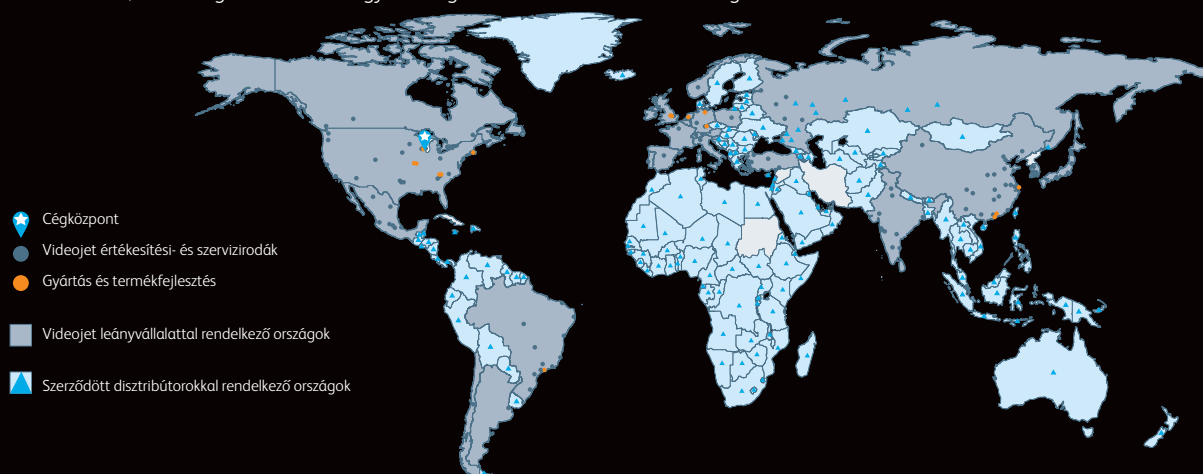 Cégközpont
Videojet értékesítési- és szervizirodák
Gyártás és termékfejlesztés
Videojet leányvállalattal rendelkező országok
Szerződött disztribútorokkal rendelkező országok